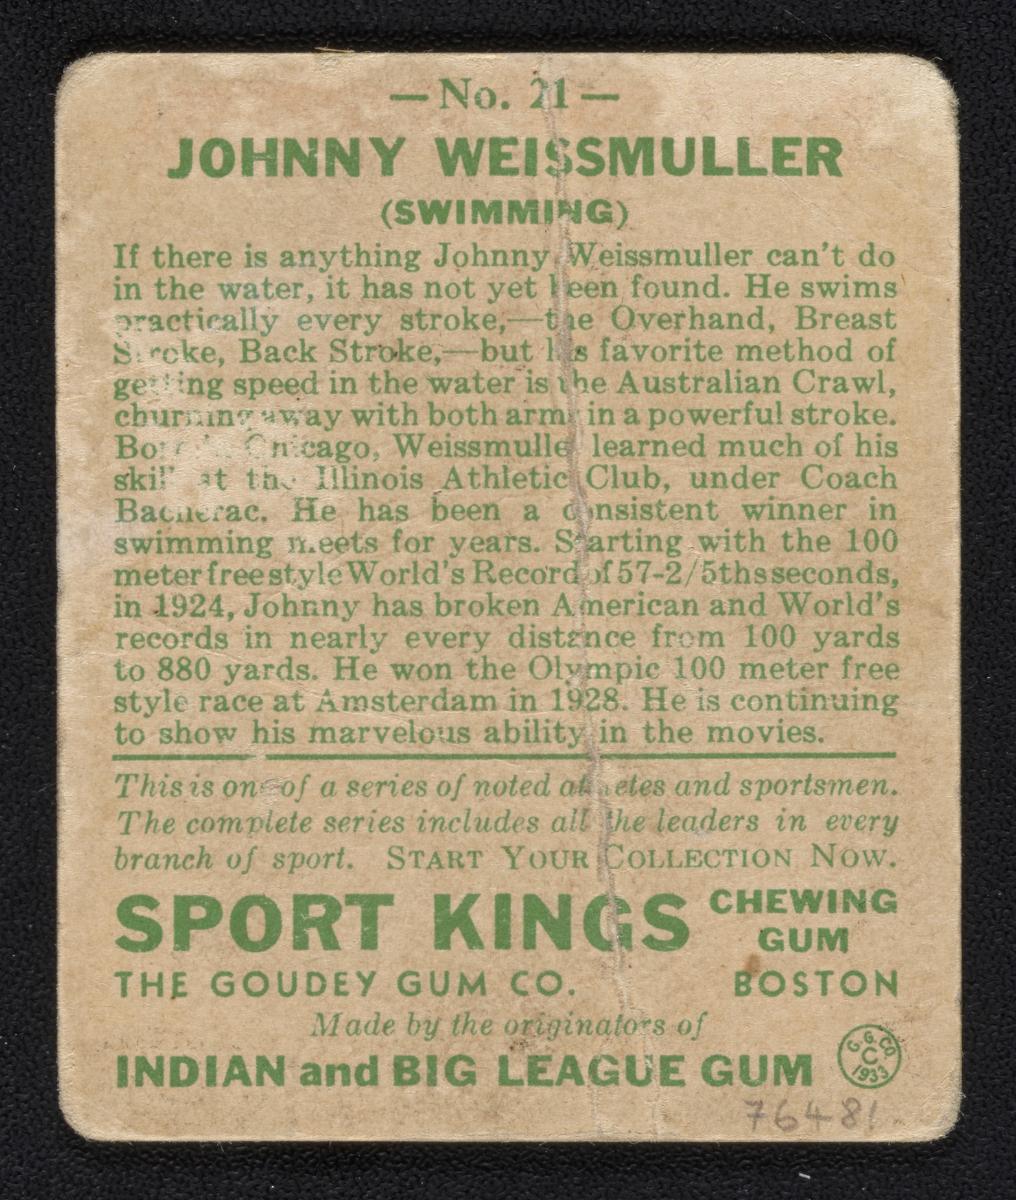 — No. 21 —
JOHNNY WEISSMULLER
(SWIMMING)
If there is anything Johnny Weissmuller can't do
in the water, it has not yet been found. He swims
practically every stroke,—the Overhand, Breast
Stroke, Back Stroke,—but his favorite method of
getting speed in the water is the Australian Crawl,
churning away with both arms in a powerful stroke.
Born in Chicago, Weissmuller learned much of his
skill at the Illinois Athletic Club, under Coach
Bacherac. He has been a consistent winner in
swimming meets for years. Starting with the 100
meter free style World's Record of 57-2/5ths seconds,
in 1924, Johnny has broken American and World's
records in nearly every distance from 100 yards
to 880 yards. He won the Olympic 100 meter free
style race at Amsterdam in 1928. He is continuing
to show his marvelous ability in the movies.
This is one of a series of noted athletes and sportsmen.
The complete series includes all the leaders in every
branch of sport. START YOUR COLLECTION NOW.
SPORT KINGS CHEWING GUM
THE GOUDEY GUM CO. BOSTON
Made by the originators of
INDIAN and BIG LEAGUE GUM
G. G. CO
C
1933
76481